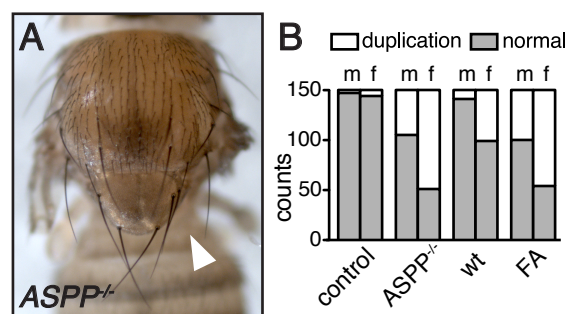 A
ASPP-/-
B
duplication normal
m f m f m f m f
150
100
50
0
counts
control
ASPP-/-
wt
FA